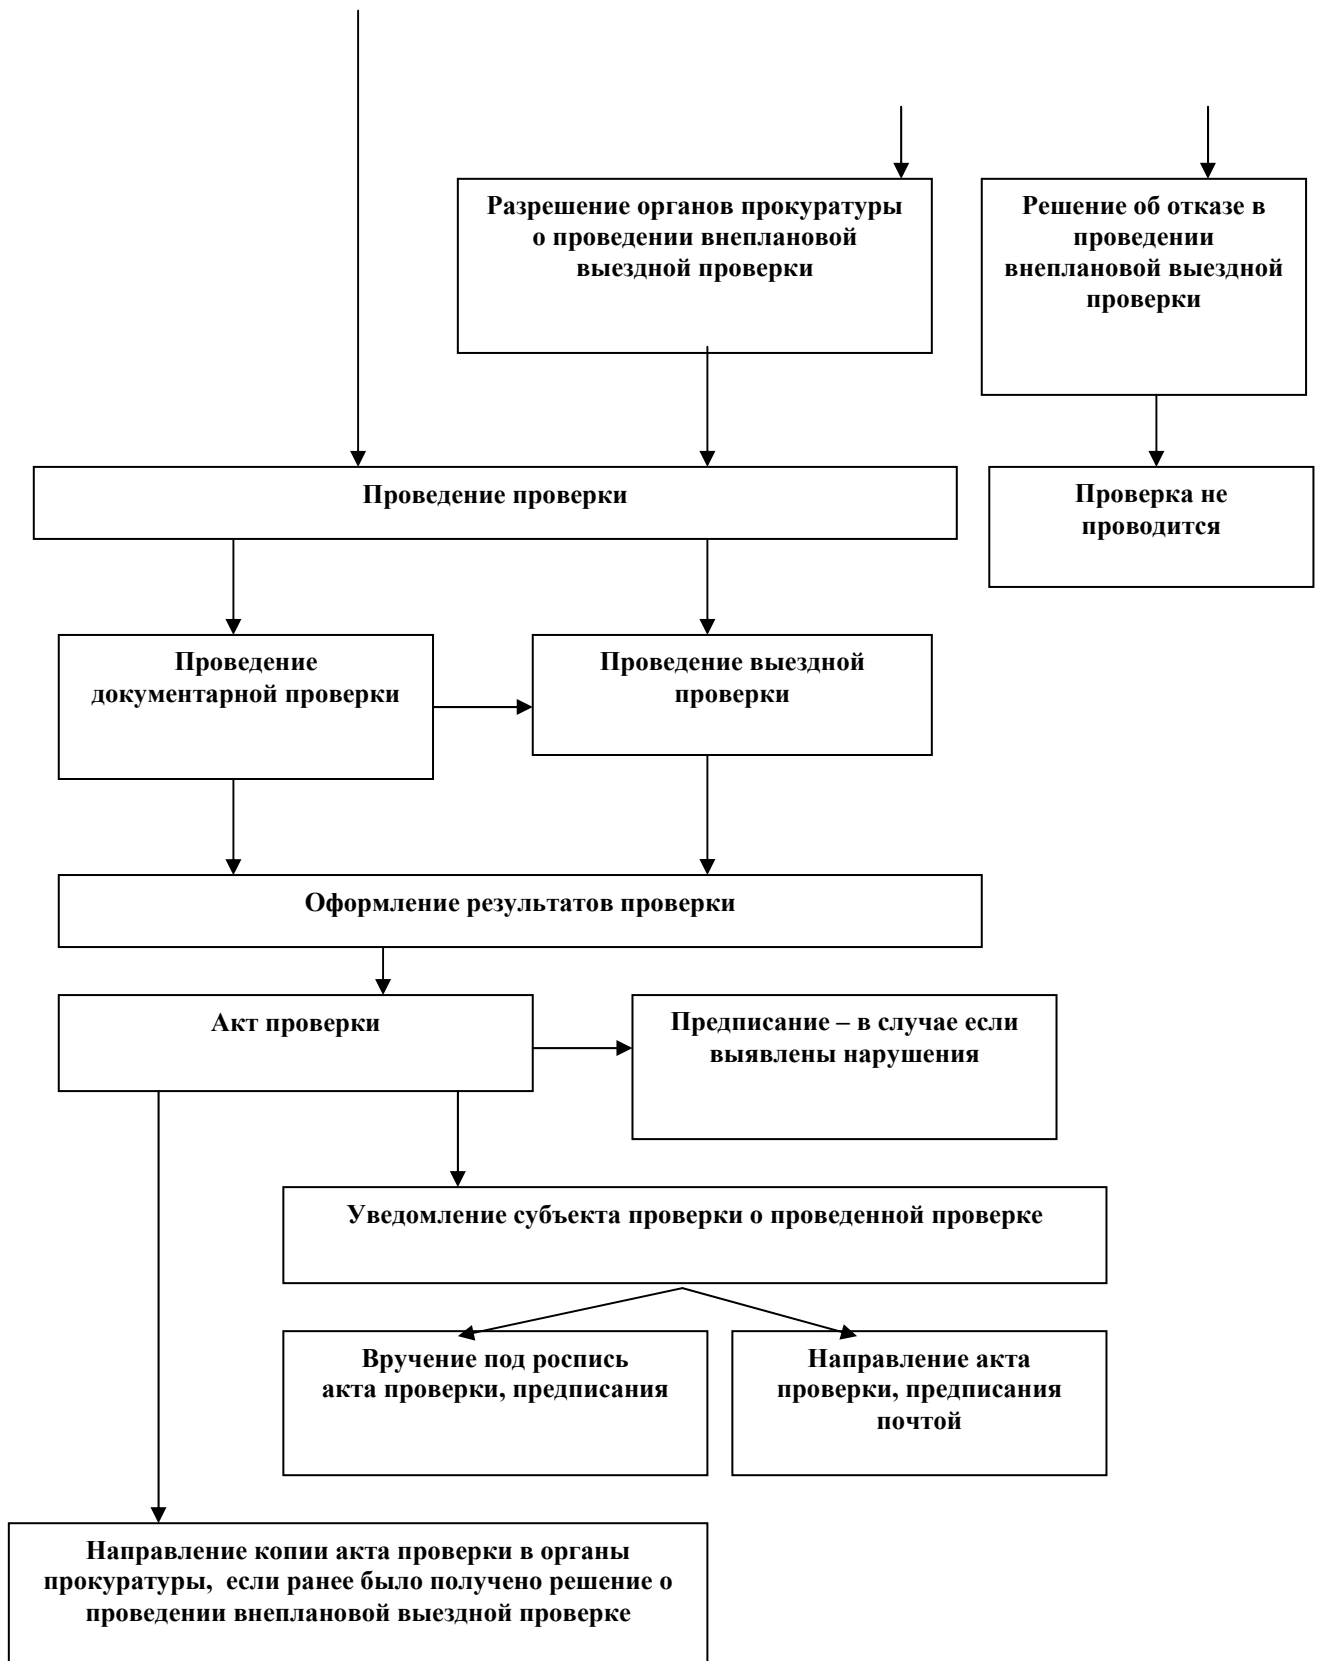 Разрешение органов прокуратуры
о проведении внеплановой
выездной проверки
Решение об отказе в
проведении
внеплановой выездной
проверки
Проведение проверки
Проверка не
проводится
Проведение
документарной проверки
Проведение выездной
проверки
Оформление результатов проверки
Акт проверки
Предписание – в случае если
выявлены нарушения
Уведомление субъекта проверки о проведенной проверке
Вручение под роспись
акта проверки, предписания
Направление акта
проверки, предписания
почтой
Направление копии акта проверки в органы
прокуратуры, если ранее было получено решение о
проведении внеплановой выездной проверке